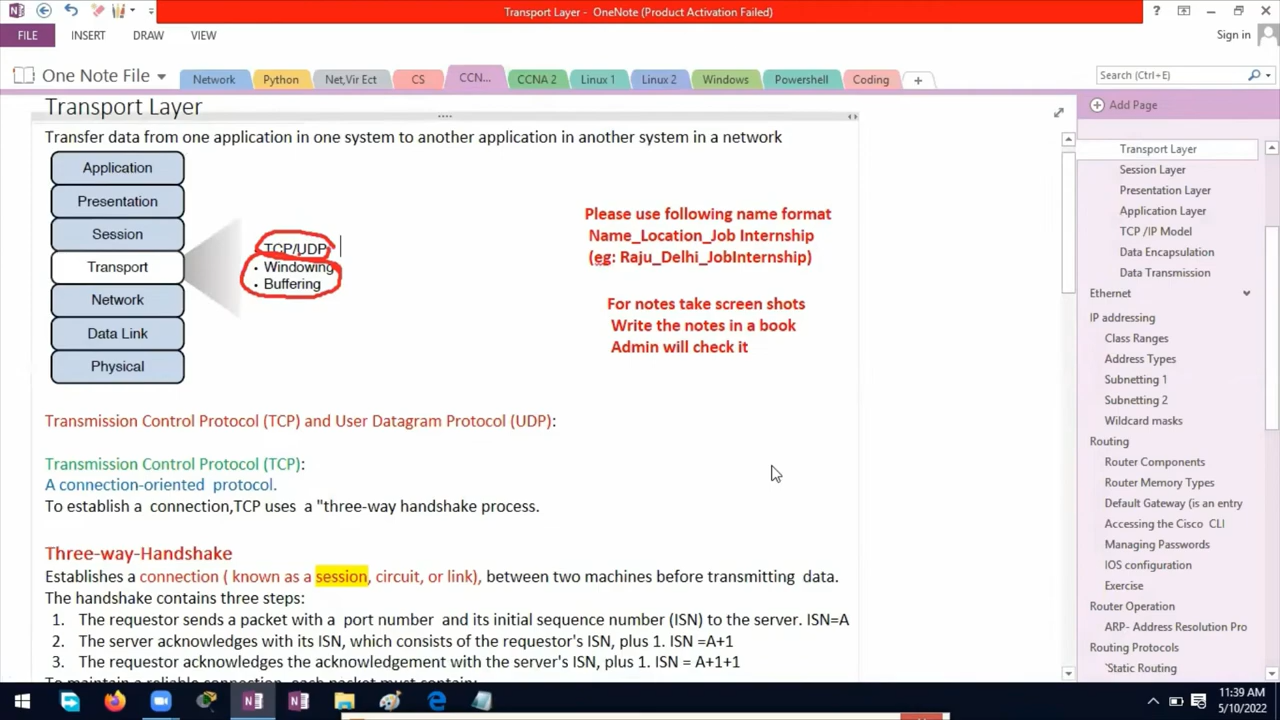 Transport Layer - OneNote (Product Activation Failed)
?
Sign in
FILE
INSERT
DRAW
VIEW
One Note File
Network
Python
Net,Vir Ect
CS
CCN...
CCNA 2
Linux 1
Linux 2
Windows
Powershell
Coding
Search (Ctrl+E)
Transport Layer
Transfer data from one application in one system to another application in another system in a network
Application
Presentation
Session
Transport
Network
Data Link
Physical
TCP/UDP
• Windowing
• Buffering
Please use following name format
Name_Location_Job Internship
(eg: Raju_Delhi_JobInternship)
For notes take screen shots
Write the notes in a book
Admin will check it
Transmission Control Protocol (TCP) and User Datagram Protocol (UDP):
Transmission Control Protocol (TCP):
A connection-oriented protocol.
To establish a connection,TCP uses a "three-way handshake process.
Three-way-Handshake
Establishes a connection ( known as a session, circuit, or link), between two machines before transmitting data.
The handshake contains three steps:
1. The requestor sends a packet with a port number and its initial sequence number (ISN) to the server. ISN=A
2. The server acknowledges with its ISN, which consists of the requestor's ISN, plus 1. ISN =A+1
3. The requestor acknowledges the acknowledgement with the server's ISN, plus 1. ISN = A+1+1
To maintain a reliable connection, each packet must contain:
Add Page
Transport Layer
Session Layer
Presentation Layer
Application Layer
TCP /IP Model
Data Encapsulation
Data Transmission
Ethernet
IP addressing
Class Ranges
Address Types
Subnetting 1
Subnetting 2
Wildcard masks
Routing
Router Components
Router Memory Types
Default Gateway (is an entry
Accessing the Cisco CLI
Managing Passwords
IOS configuration
Exercise
Router Operation
ARP- Address Resolution Pro
Routing Protocols
`Static Routing
11:39 AM
5/10/2022